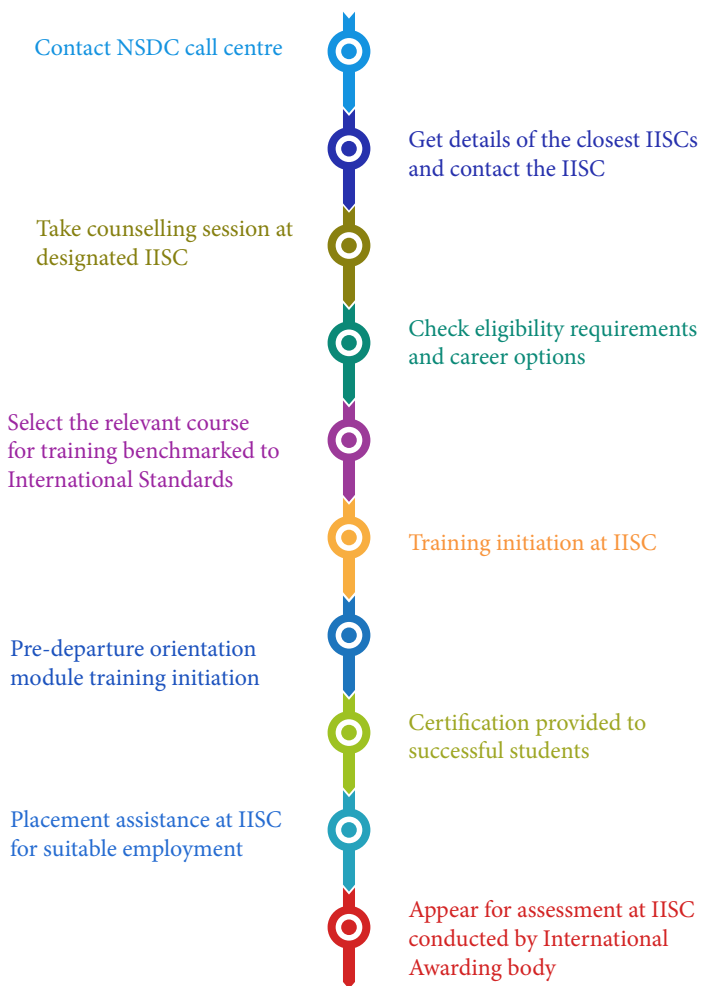 Contact NSDC call centre
Get details of the closest IISCs
and contact the IISC
Take counselling session at
designated IISC
Check eligibility requirements
and career options
Select the relevant course
for training benchmarked to
International Standards
Training initiation at IISC
Pre-departure orientation
module training initiation
Certification provided to
successful students
Placement assistance at IISC
for suitable employment
Appear for assessment at IISC
conducted by International
Awarding body